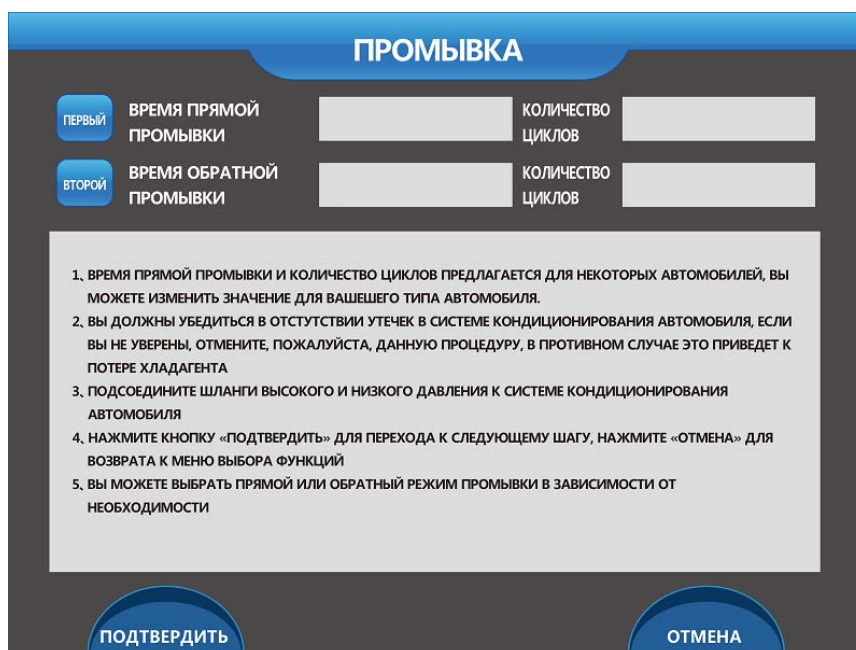 ПРОМЫВКА
ПЕРВЫЙ
ВРЕМЯ ПРЯМОЙ
ПРОМЫВКИ
КОЛИЧЕСТВО
ЦИКЛОВ
ВТОРОЙ
ВРЕМЯ ОБРАТНОЙ
ПРОМЫВКИ
КОЛИЧЕСТВО
ЦИКЛОВ
1、ВРЕМЯ ПРЯМОЙ ПРОМЫВКИ И КОЛИЧЕСТВО ЦИКЛОВ ПРЕДЛАГАЕТСЯ ДЛЯ НЕКОТОРЫХ АВТОМОБИЛЕЙ, ВЫ
МОЖЕТЕ ИЗМЕНИТЬ ЗНАЧЕНИЕ ДЛЯ ВАШЕШЕГО ТИПА АВТОМОБИЛЯ.
2、ВЫ ДОЛЖНЫ УБЕДИТЬСЯ В ОТСТУТСТВИИ УТЕЧЕК В СИСТЕМЕ КОНДИЦИОНИРОВАНИЯ АВТОМОБИЛЯ, ЕСЛИ
ВЫ НЕ УВЕРЕНЫ, ОТМЕНИТЕ, ПОЖАЛУЙСТА, ДАННУЮ ПРОЦЕДУРУ, В ПРОТИВНОМ СЛУЧАЕ ЭТО ПРИВЕДЕТ К
ПОТЕРЕ ХЛАДАГЕНТА
3、ПОДСОЕДИНИТЕ ШЛАНГИ ВЫСОКОГО И НИЗКОГО ДАВЛЕНИЯ К СИСТЕМЕ КОНДИЦИОНИРОВАНИЯ
АВТОМОБИЛЯ
4、НАЖМИТЕ КНОПКУ «ПОДТВЕРДИТЬ» ДЛЯ ПЕРЕХОДА К СЛЕДУЮЩЕМУ ШАГУ, НАЖМИТЕ «ОТМЕНА» ДЛЯ
ВОЗВРАТА К МЕНЮ ВЫБОРА ФУНКЦИЙ
5、ВЫ МОЖЕТЕ ВЫБРАТЬ ПРЯМОЙ ИЛИ ОБРАТНЫЙ РЕЖИМ ПРОМЫВКИ В ЗАВИСИМОСТИ ОТ
НЕОБХОДИМОСТИ
ПОДТВЕРДИТЬ
ОТМЕНА